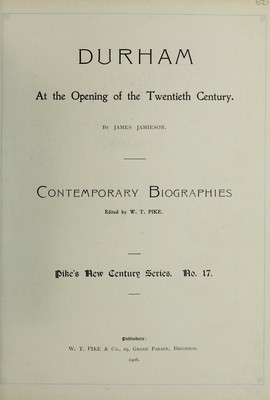 DURHAM
At the Opening of the Twentieth Century.
By JAMES JAMIESON.
CONTEMPORARY BIOGRAPHIES
Edited by W. T. PIKE.
Pike's New Century Series. No. 17.
Publishers:
W. T. PIKE & Co., 19, GRAND PARADE, BRIGHTON.
1906.